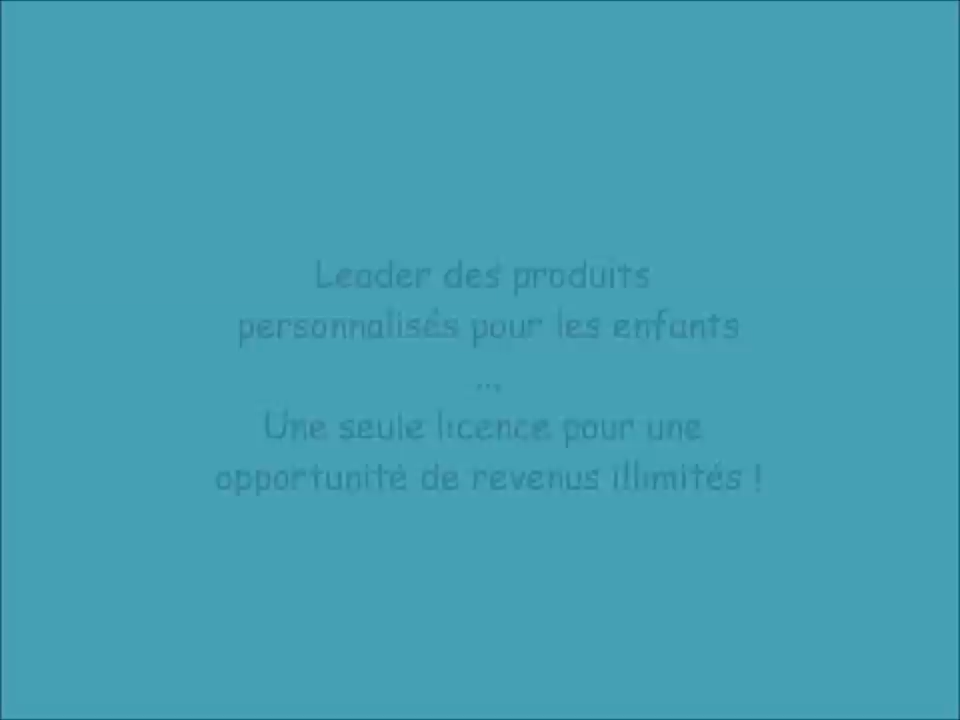 Leader des produits
personnalisés pour les enfants
...
Une seule licence pour une
opportunité de revenus illimités !